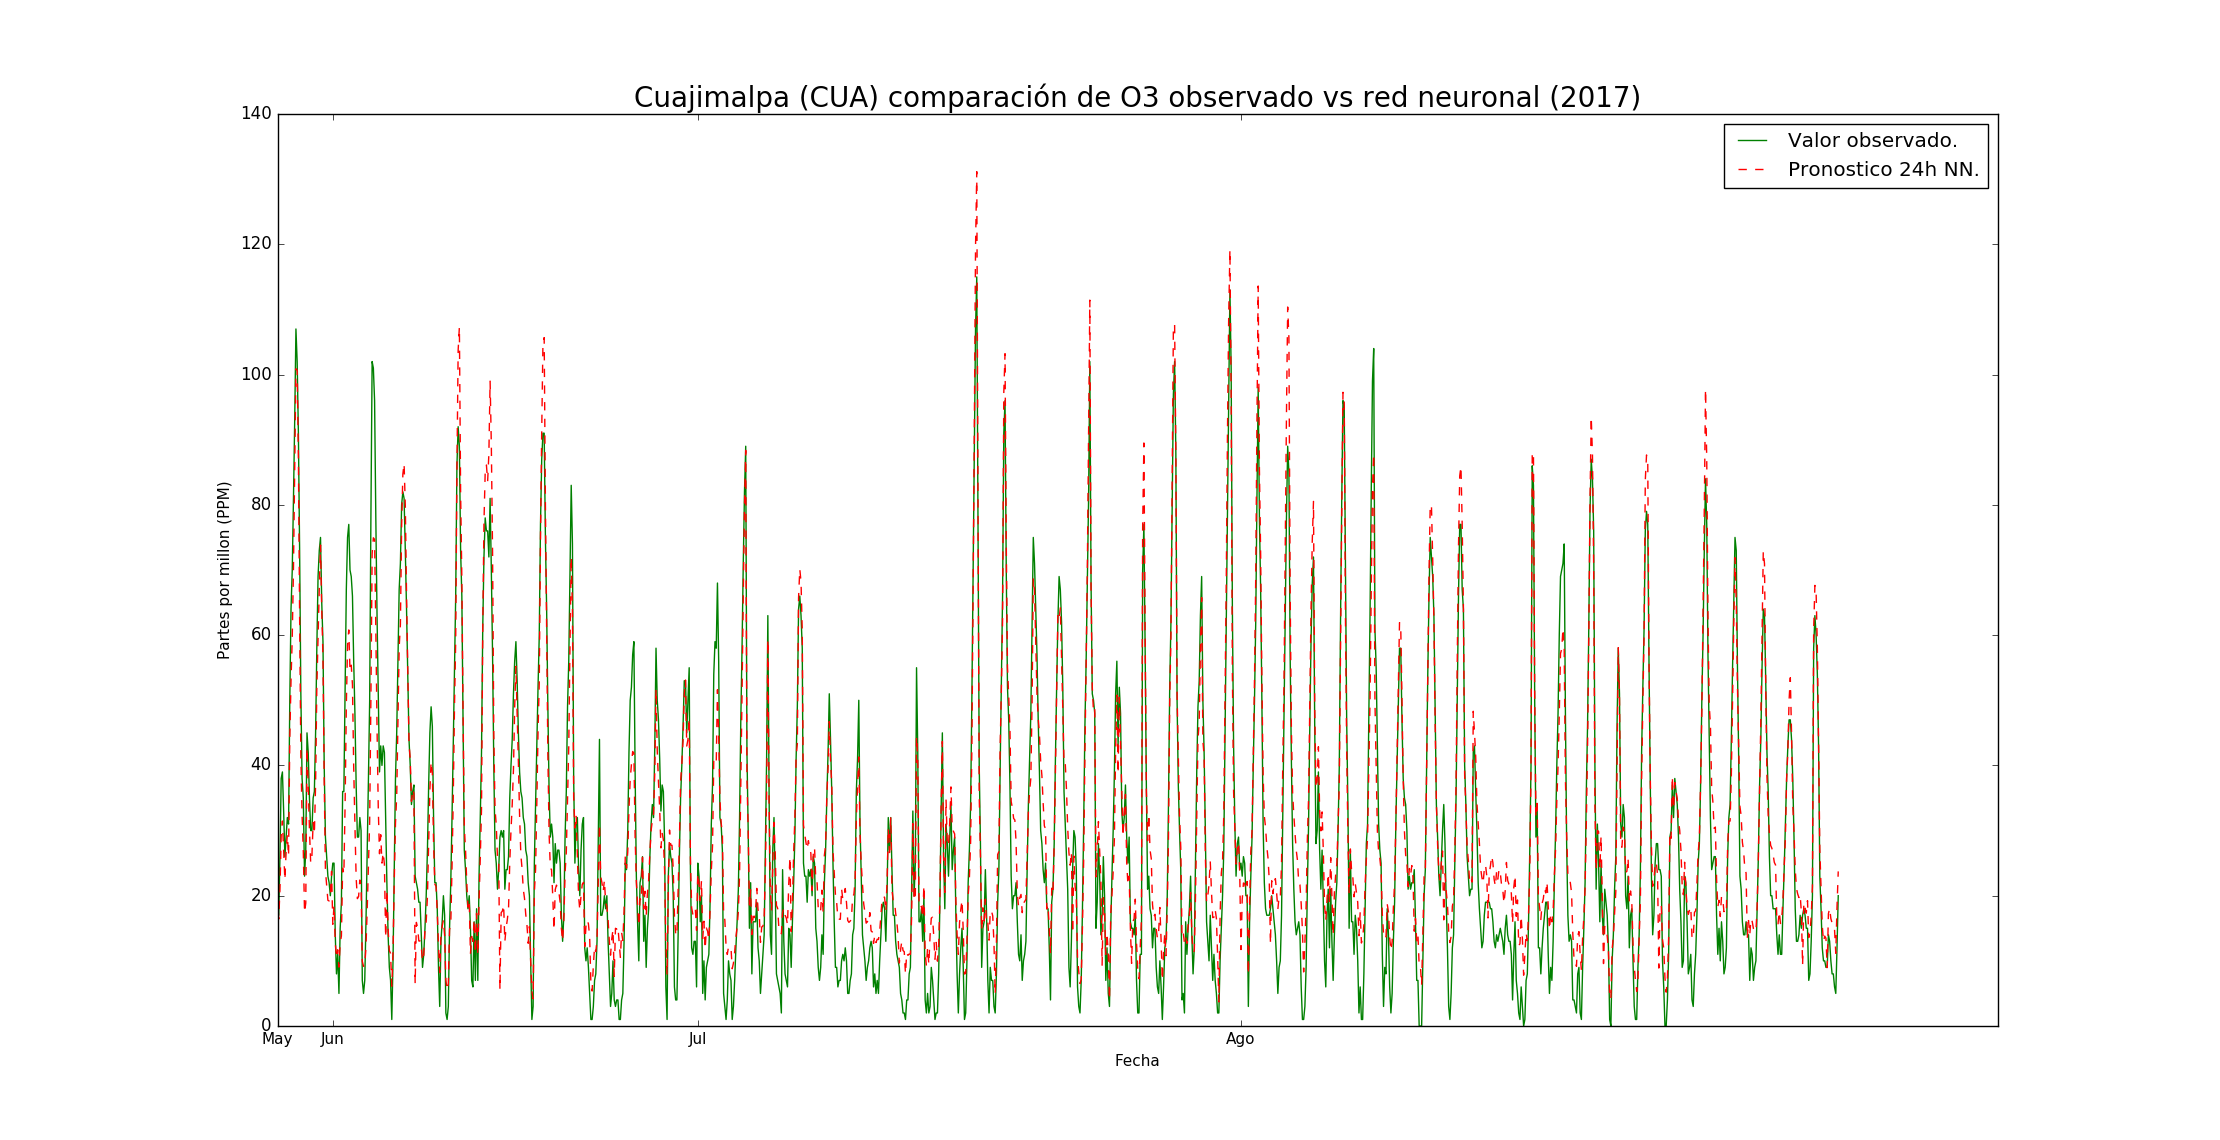 Cuajimalpa (CUA) comparación de O3 observado vs red neuronal (2017)
Valor observado.
Pronostico 24h NN.
Partes por millon (PPM)
140
120
100
80
60
40
20
0
May Jun Jul Ago
Fecha